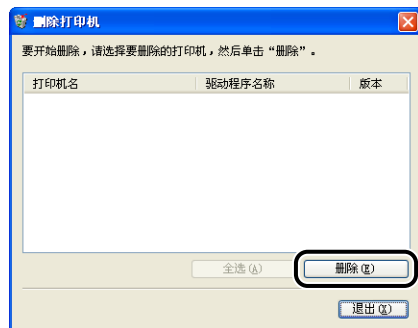 删除打印机
要开始删除，请选择要删除的打印机，然后单击“删除”。
打印机名 驱动程序名称 版本
全选(A) 删除(E)
退出(X)